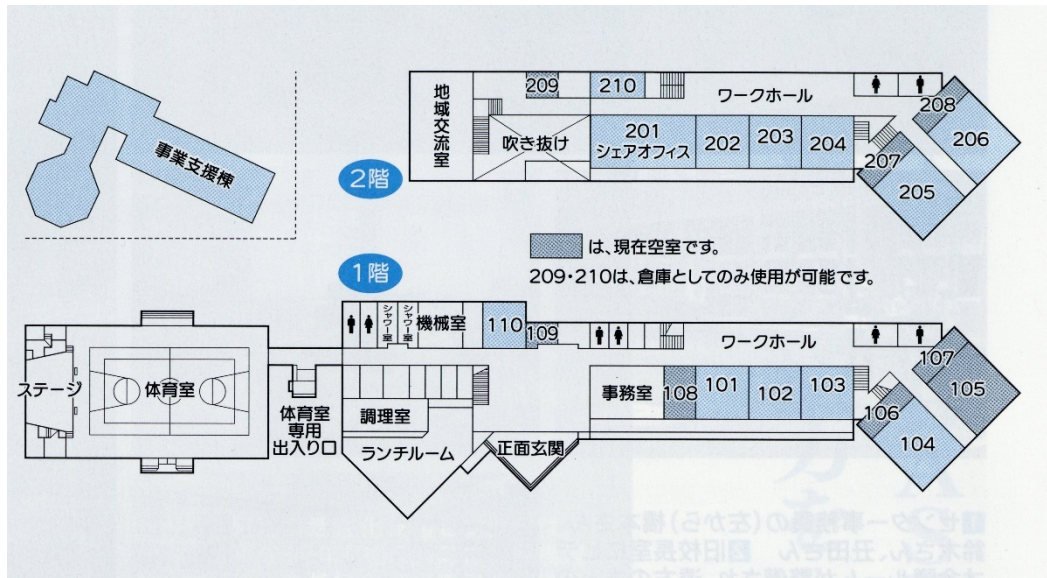 事業支援棟
2階
地域交流室
209
210
ワークホール
208
206
吹き抜け
201
シェアオフィス
202
203
204
207
205
は、現在空室です。
209・210は、倉庫としてのみ使用が可能です。
1階
シャワー室
シャワー室
機械室
110
109
ワークホール
107
105
ステージ
体育室
体育室
専用
出入り口
調理室
ランチルーム
正面玄関
事務室
108
101
102
103
106
104